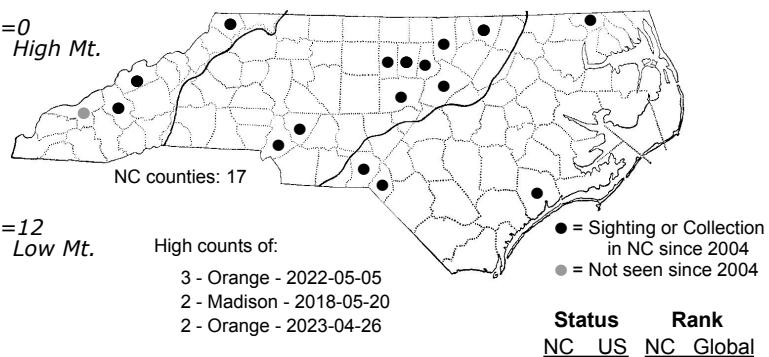 =0
High Mt.
NC counties: 17
=12
Low Mt.
High counts of:
3 - Orange - 2022-05-05
2 - Madison - 2018-05-20
2 - Orange - 2023-04-26
● = Sighting or Collection
in NC since 2004
● = Not seen since 2004
Status Rank
NC US NC Global